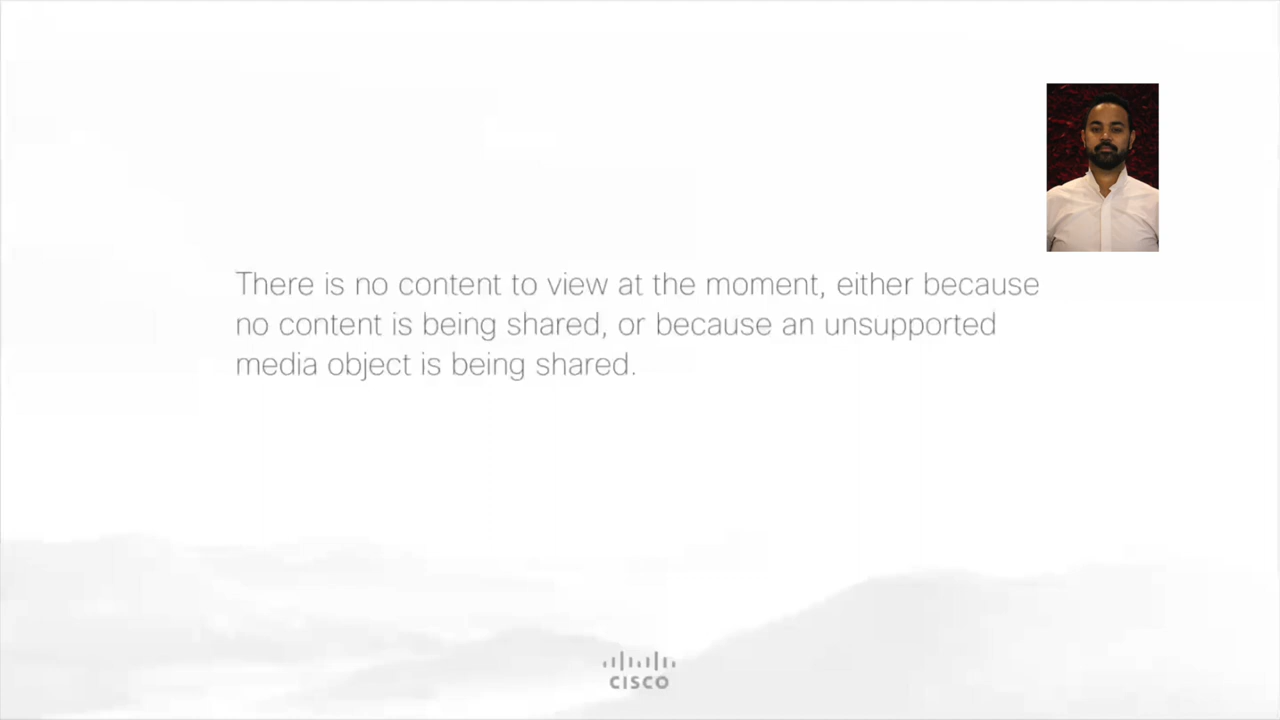 There is no content to view at the moment, either because
no content is being shared, or because an unsupported
media object is being shared.
CISCO